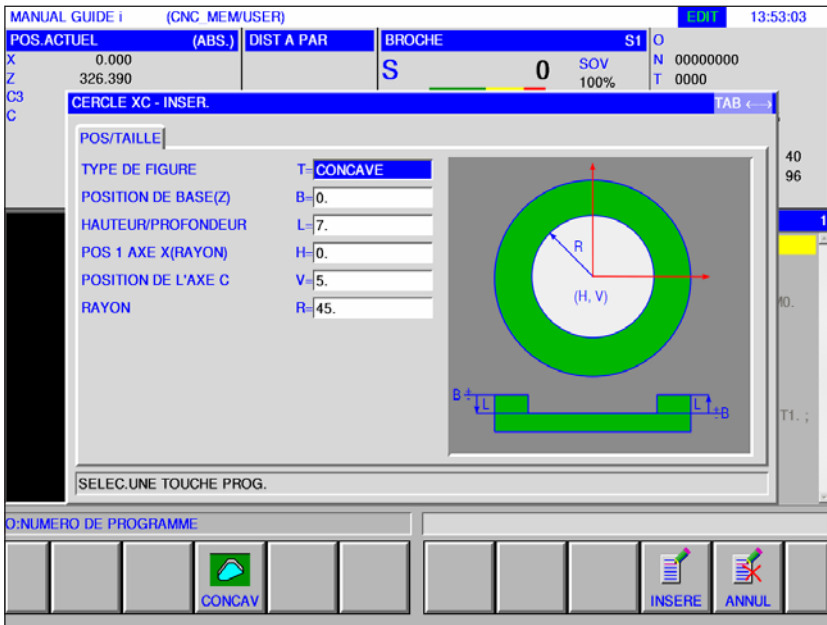 MANUAL GUIDE i (CNC_MEM/USER) EDIT 13:53:03
POS.ACTUEL (ABS.) DIST A PAR BROCHE S1 O
X 0.000 S 0 SOV N 00000000
Z 326.390 100% T 0000
C3
C
CERCLE XC - INSER. TAB ←→
POS/TAILLE
TYPE DE FIGURE T=CONCAVE
POSITION DE BASE(Z) B=0.
HAUTEUR/PROFONDEUR L=7.
POS 1 AXE X(RAYON) H=0.
POSITION DE L'AXE C V=5.
RAYON R=45.
R
(H, V)
B L L B
40
96
1
M0.
T1. ;
SELEC.UNE TOUCHE PROG.
O:NUMERO DE PROGRAMME
CONCAV INSERE ANNUL